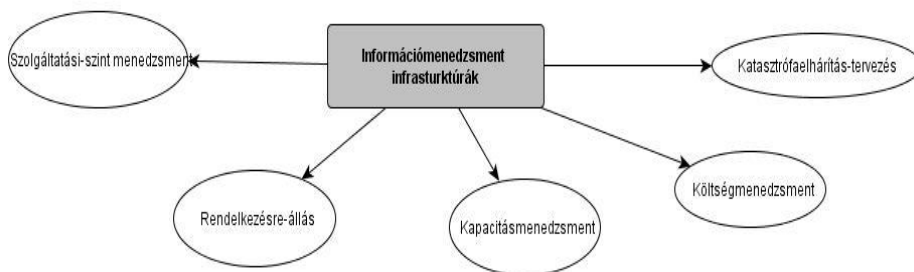 Információmenedzsment
infrasturktúrák
Szolgáltatási-szint menedzsment
Katasztrófaelhárítás-tervezés
Rendelkezésre-állás
Kapacitásmenedzsment
Költségmenedzsment